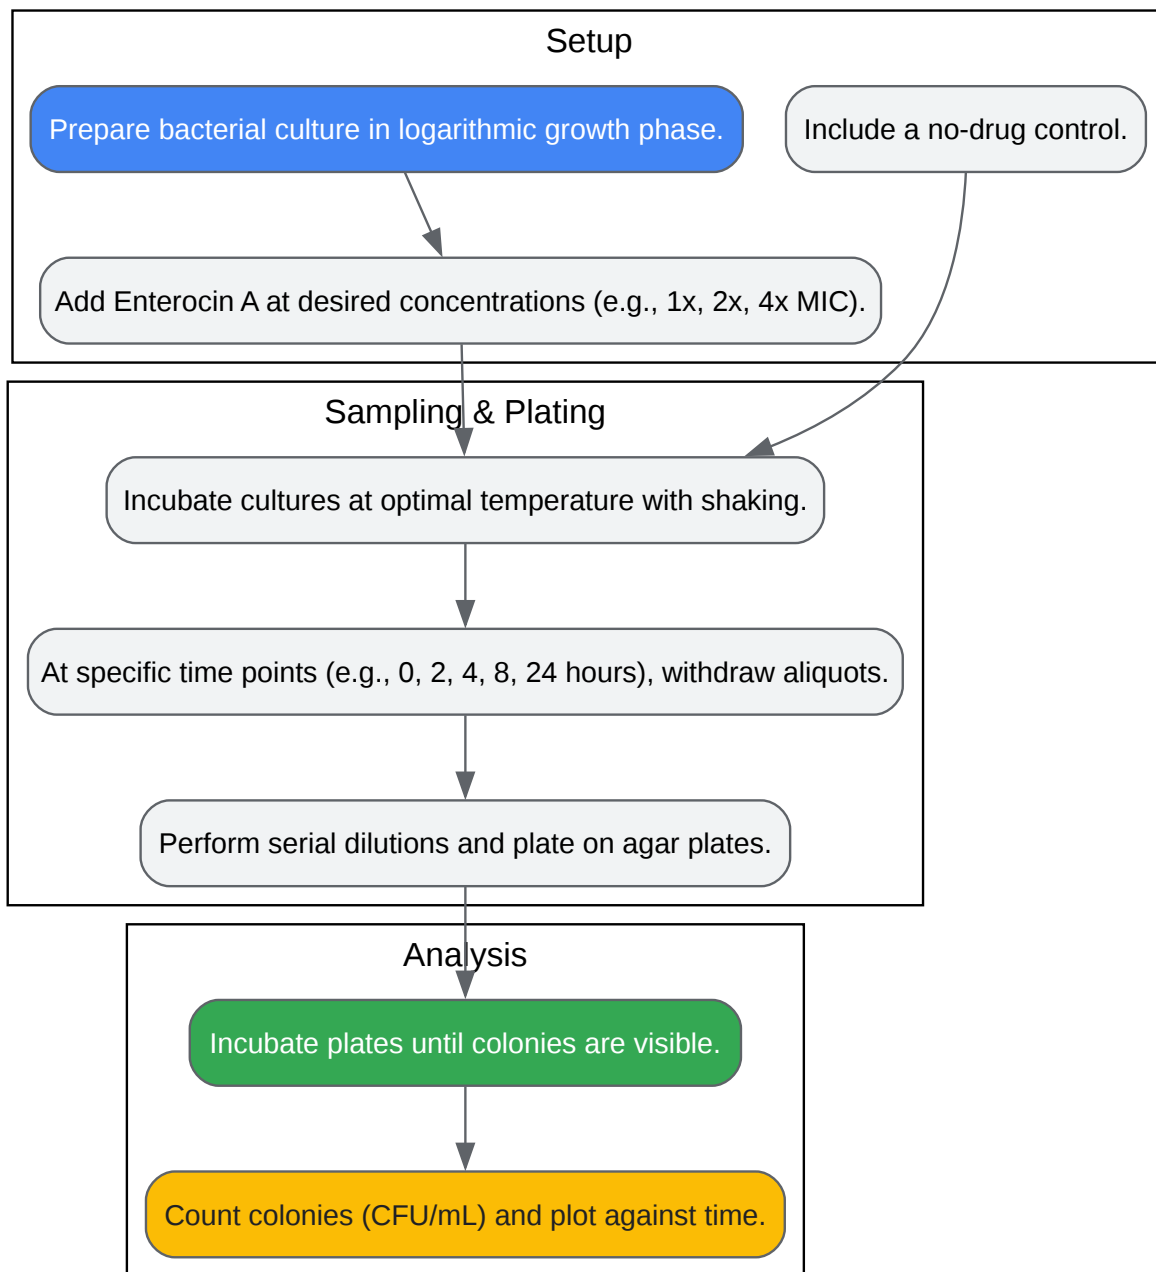 Setup
Prepare bacterial culture in logarithmic growth phase.
Include a no-drug control.
Add Enterocin A at desired concentrations (e.g., 1x, 2x, 4x MIC).
Sampling & Plating
Incubate cultures at optimal temperature with shaking.
At specific time points (e.g., 0, 2, 4, 8, 24 hours), withdraw aliquots.
Perform serial dilutions and plate on agar plates.
Analysis
Incubate plates until colonies are visible.
Count colonies (CFU/mL) and plot against time.